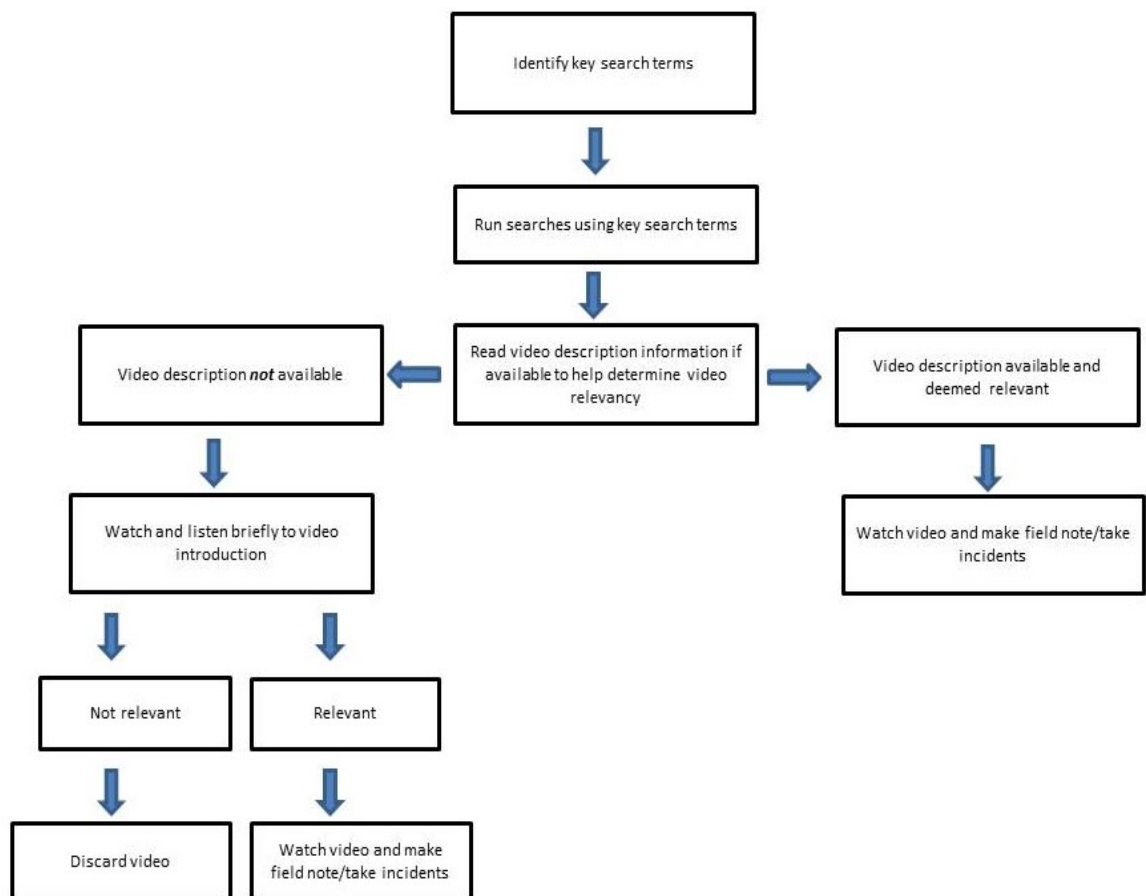 Identify key search terms
Run searches using key search terms
Video description not available
Read video description information if
available to help determine video
relevancy
Video description available and
deemed relevant
Watch and listen briefly to video
introduction
Watch video and make field note/take
incidents
Not relevant
Relevant
Discard video
Watch video and make
field note/take incidents